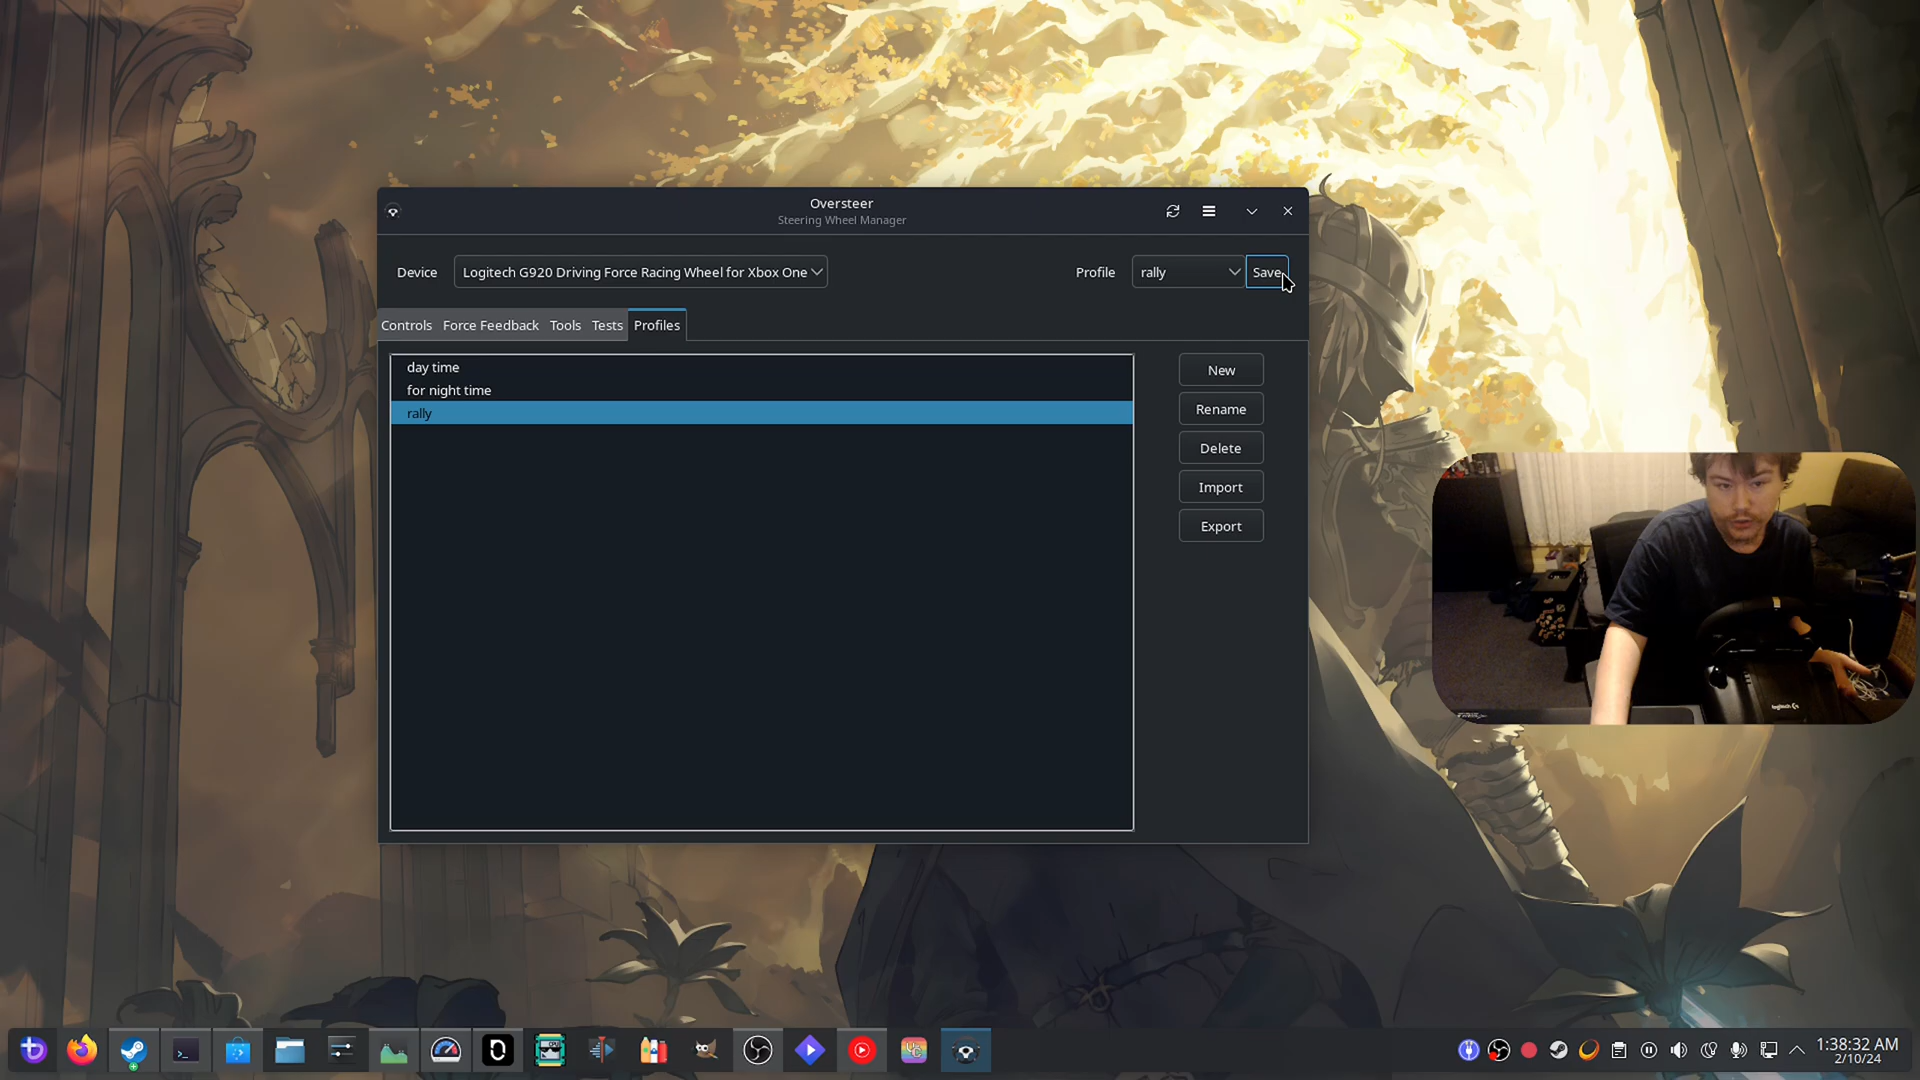 Oversteer
Steering Wheel Manager
Device
Logitech G920 Driving Force Racing Wheel for Xbox One
Profile
rally
Save
Controls
Force Feedback
Tools
Tests
Profiles
day time
for night time
rally
New
Rename
Delete
Import
Export
logitech G
1:38:32 AM
2/10/24